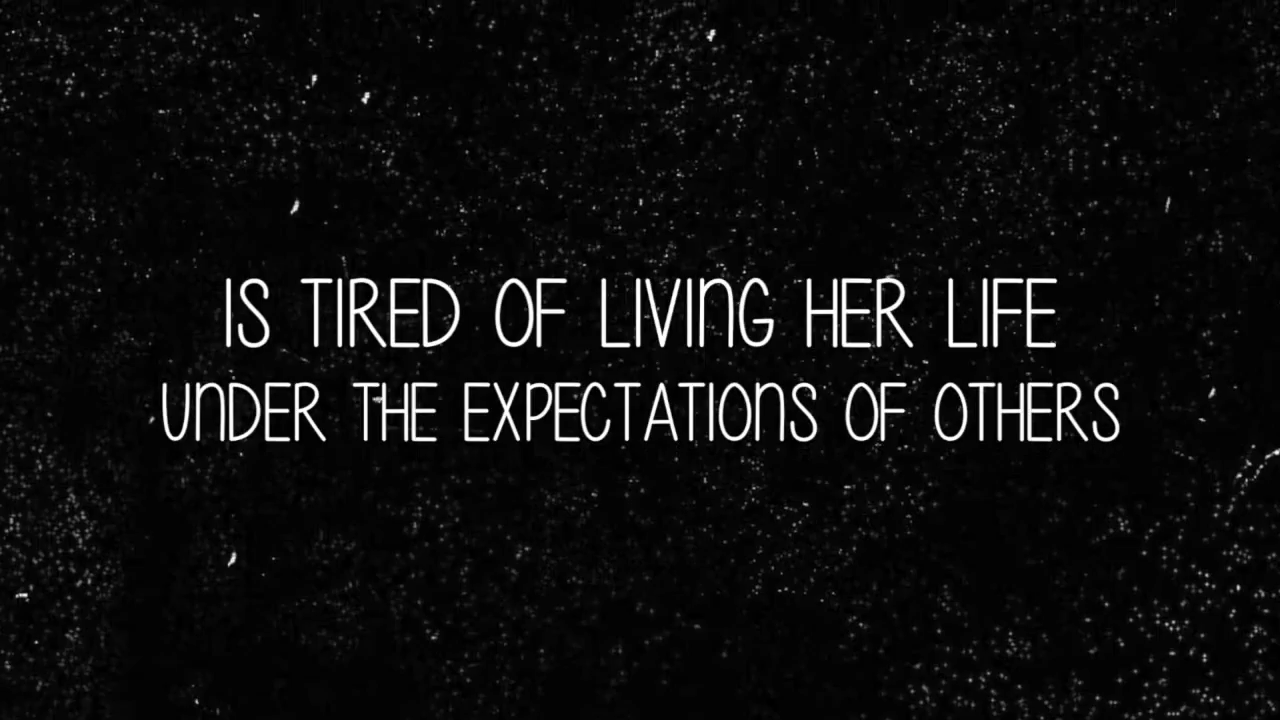 IS TIRED OF LIVING HER LIFE
UNDER THE EXPECTATIONS OF OTHERS